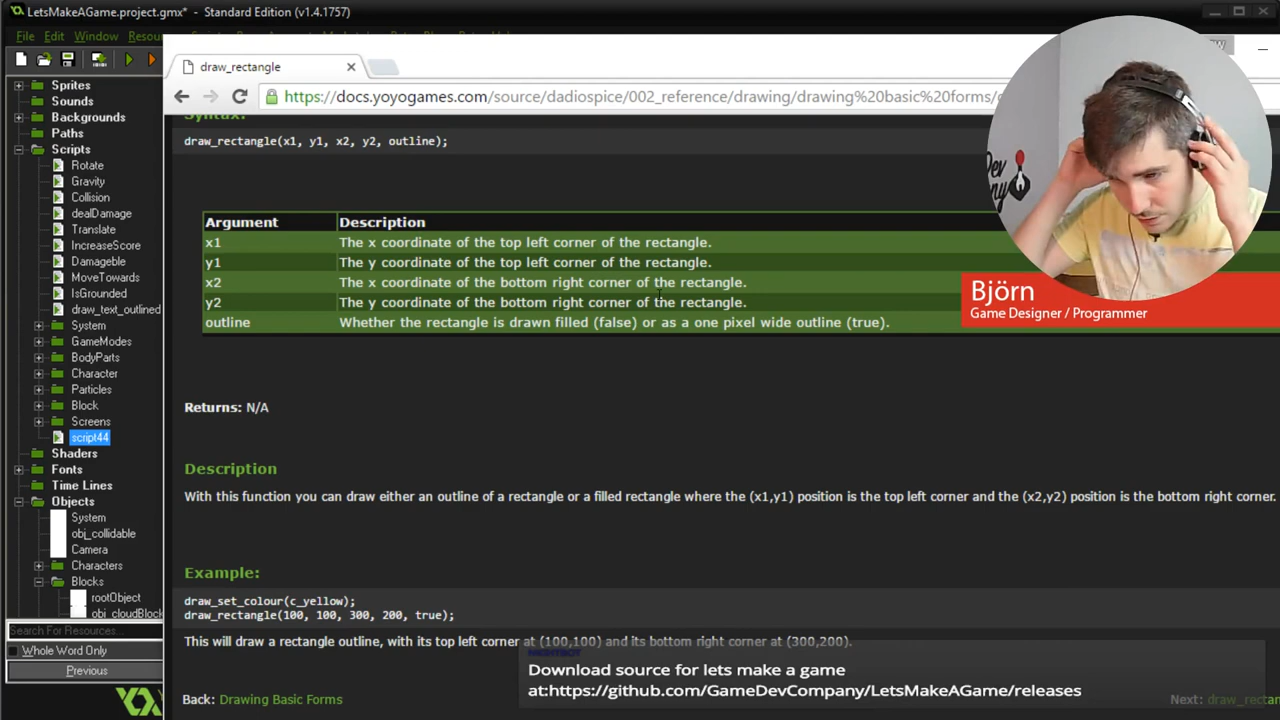 LetsMakeAGame.project.gmx* - Standard Edition (v1.4.1757)
File Edit Window
draw_rectangle
https://docs.yoyogames.com/source/dadiospice/002_reference/drawing/drawing%20basic%20forms/
Sprites
Sounds
Backgrounds
Paths
Scripts
Rotate
Gravity
Collision
dealDamage
Translate
IncreaseScore
Damageble
MoveTowards
IsGrounded
draw_text_outlined
System
GameModes
BodyParts
Character
Particles
Block
Screens
script44
Shaders
Fonts
Time Lines
Objects
System
obj_collidable
Camera
Characters
Blocks
rootObject
obj_cloudBlock
Search For Resources...
Whole Word Only
Previous
Syntax:
draw_rectangle(x1, y1, x2, y2, outline);
Argument Description
x1 The x coordinate of the top left corner of the rectangle.
y1 The y coordinate of the top left corner of the rectangle.
x2 The x coordinate of the bottom right corner of the rectangle.
y2 The y coordinate of the bottom right corner of the rectangle.
outline Whether the rectangle is drawn filled (false) or as a one pixel wide outline (true).
Returns: N/A
Description
With this function you can draw either an outline of a rectangle or a filled rectangle where the (x1,y1) position is the top left corner and the (x2,y2) position is the bottom right corner.
Example:
draw_set_colour(c_yellow);
draw_rectangle(100, 100, 300, 200, true);
This will draw a rectangle outline, with its top left corner at (100,100) and its bottom right corner at (300,200).
Back: Drawing Basic Forms
Next:
Björn
Game Designer / Programmer
Download source for lets make a game
at:https://github.com/GameDevCompany/LetsMakeAGame/releases